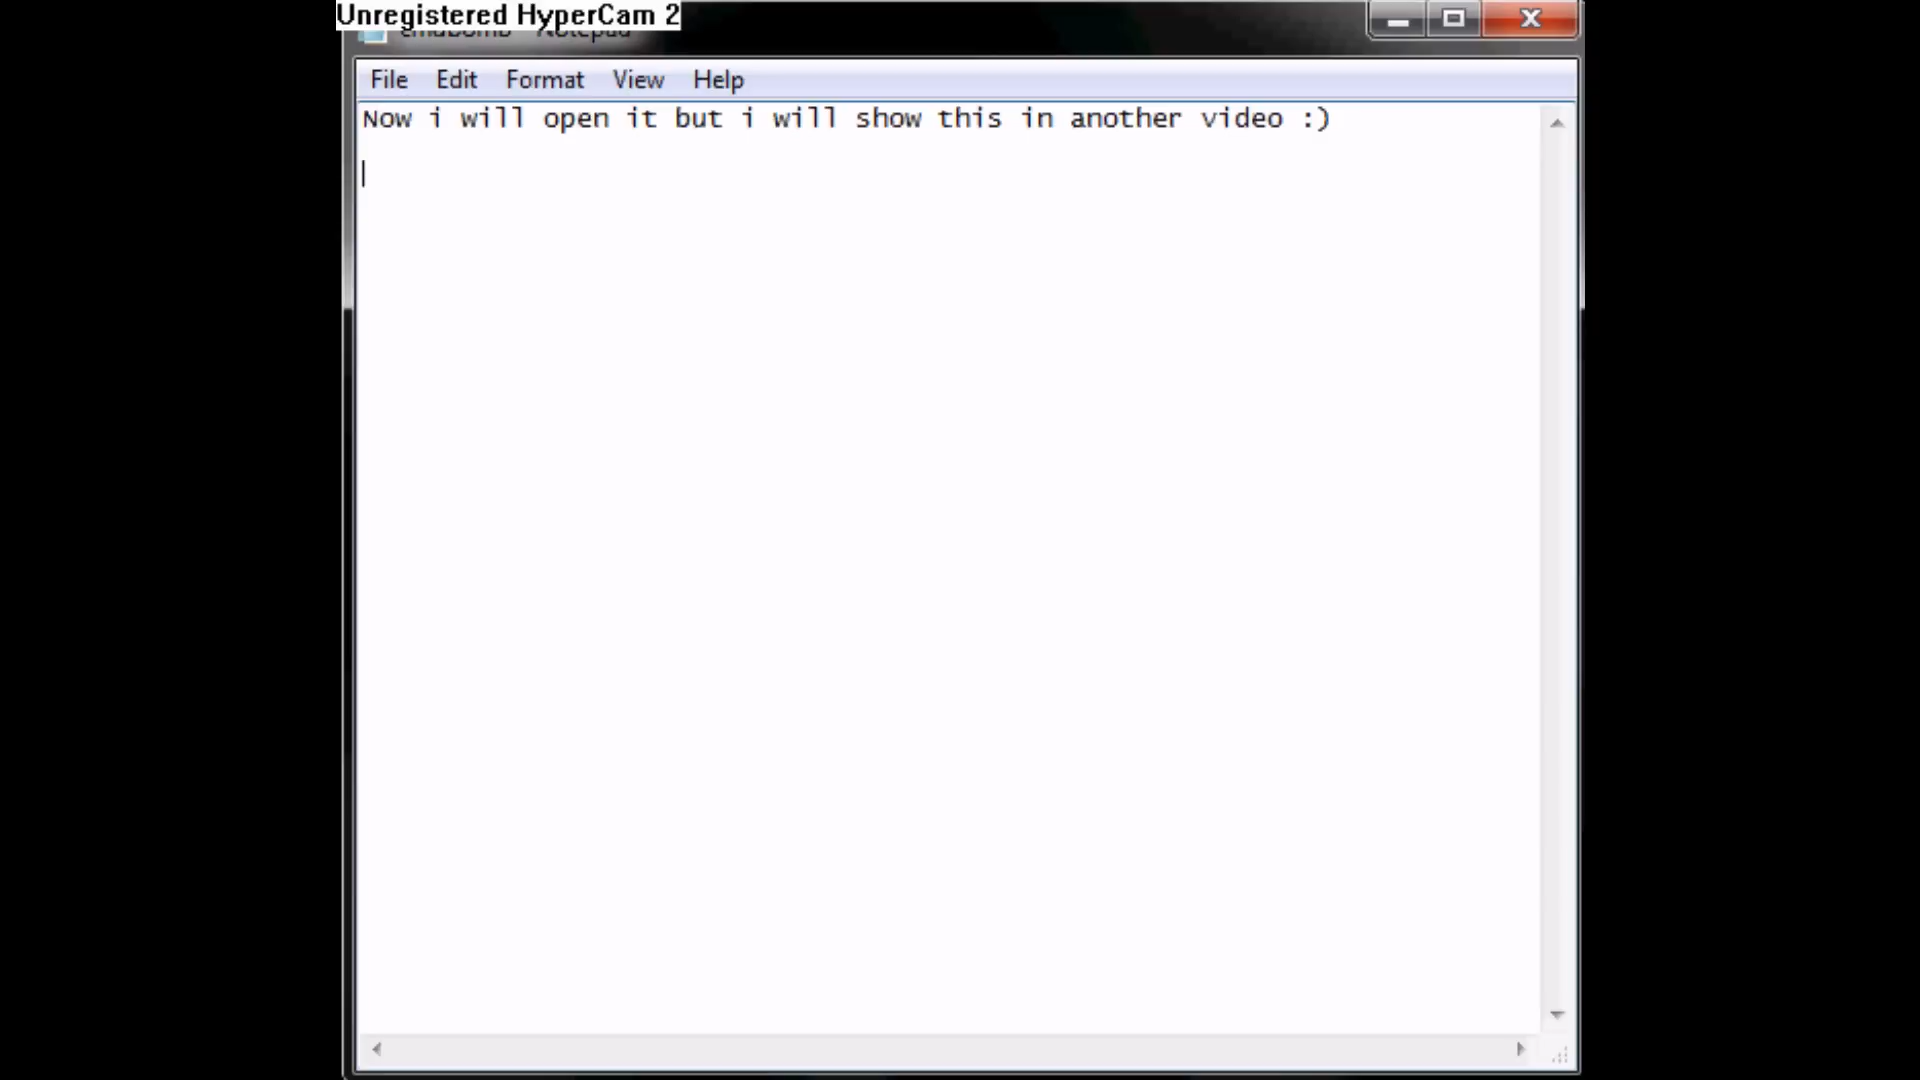 Unregistered HyperCam 2
Notepad
File Edit Format View Help
Now i will open it but i will show this in another video :)